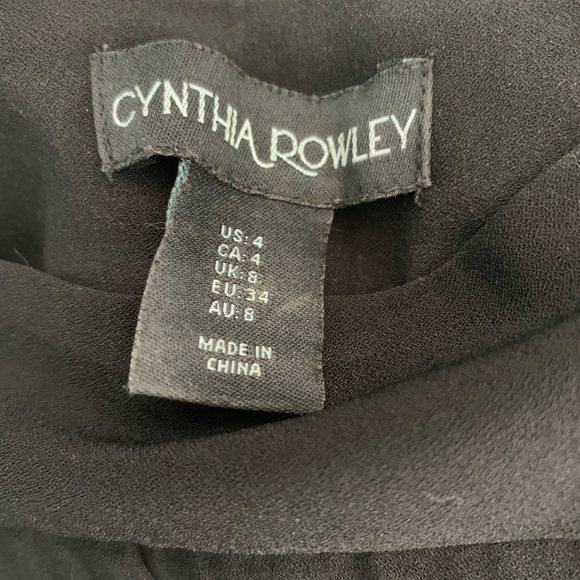 CYNTHIA ROWLEY
US: 4
CA: 4
UK: 8
EU: 34
AU: 8
MADE IN
CHINA